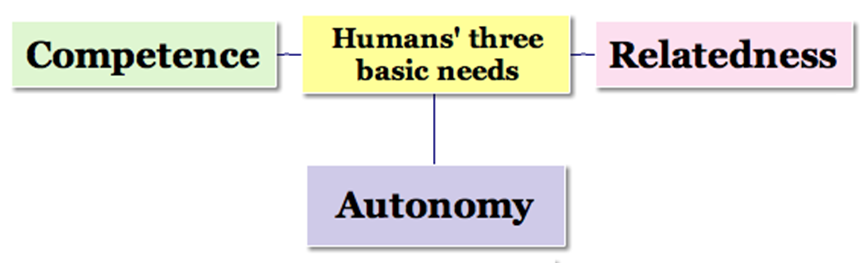 Competence
Humans' three
basic needs
Relatedness
Autonomy